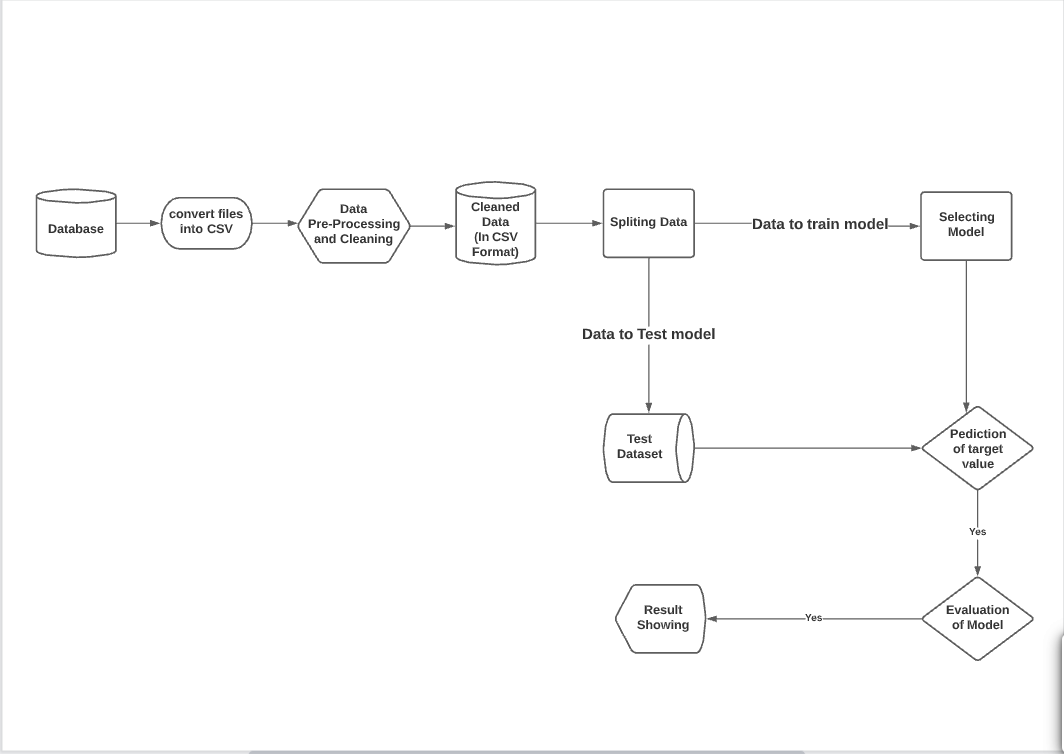 Database
convert files
into CSV
Data
Pre-Processing
and Cleaning
Cleaned
Data
(In CSV
Format)
Spliting Data
Data to train model
Selecting
Model
Data to Test model
Test
Dataset
Pediction
of target
value
Yes
Evaluation
of Model
Yes
Result
Showing